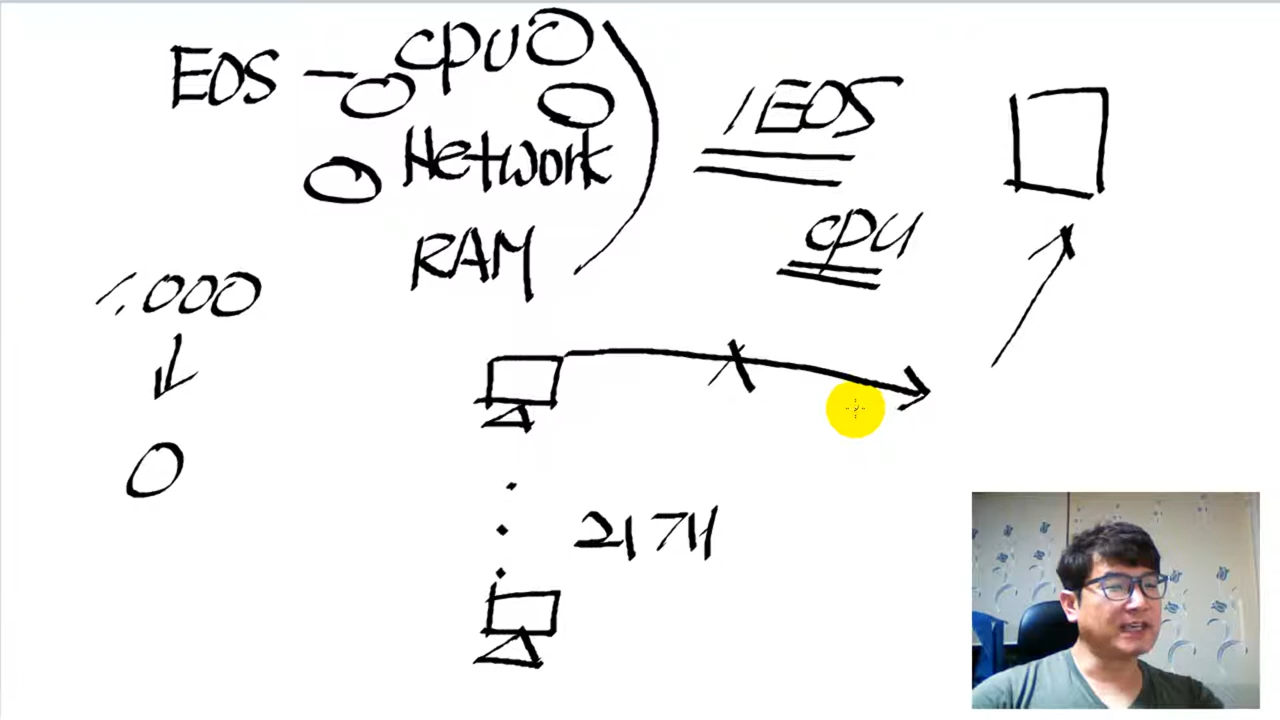 EOS - CPU
Network
RAM
1EOS
CPU
1,000
0
21개